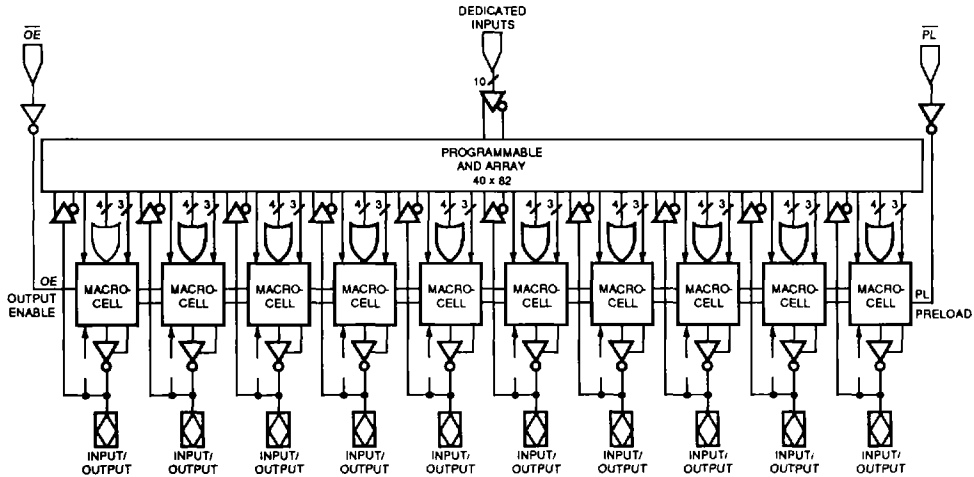 DEDICATED
INPUTS
OE
PL
10
PROGRAMMABLE
AND ARRAY
40 x 82
4 3 4 3 4 3 4 3 4 3 4 3 4 3 4 3 4 3 4 3
OE
OUTPUT
ENABLE
MACRO-
CELL
MACRO-
CELL
MACRO-
CELL
MACRO-
CELL
MACRO-
CELL
MACRO-
CELL
MACRO-
CELL
MACRO-
CELL
MACRO-
CELL
MACRO-
CELL
PL
PRELOAD
INPUT/
OUTPUT
INPUT/
OUTPUT
INPUT/
OUTPUT
INPUT/
OUTPUT
INPUT/
OUTPUT
INPUT/
OUTPUT
INPUT/
OUTPUT
INPUT/
OUTPUT
INPUT/
OUTPUT
INPUT/
OUTPUT